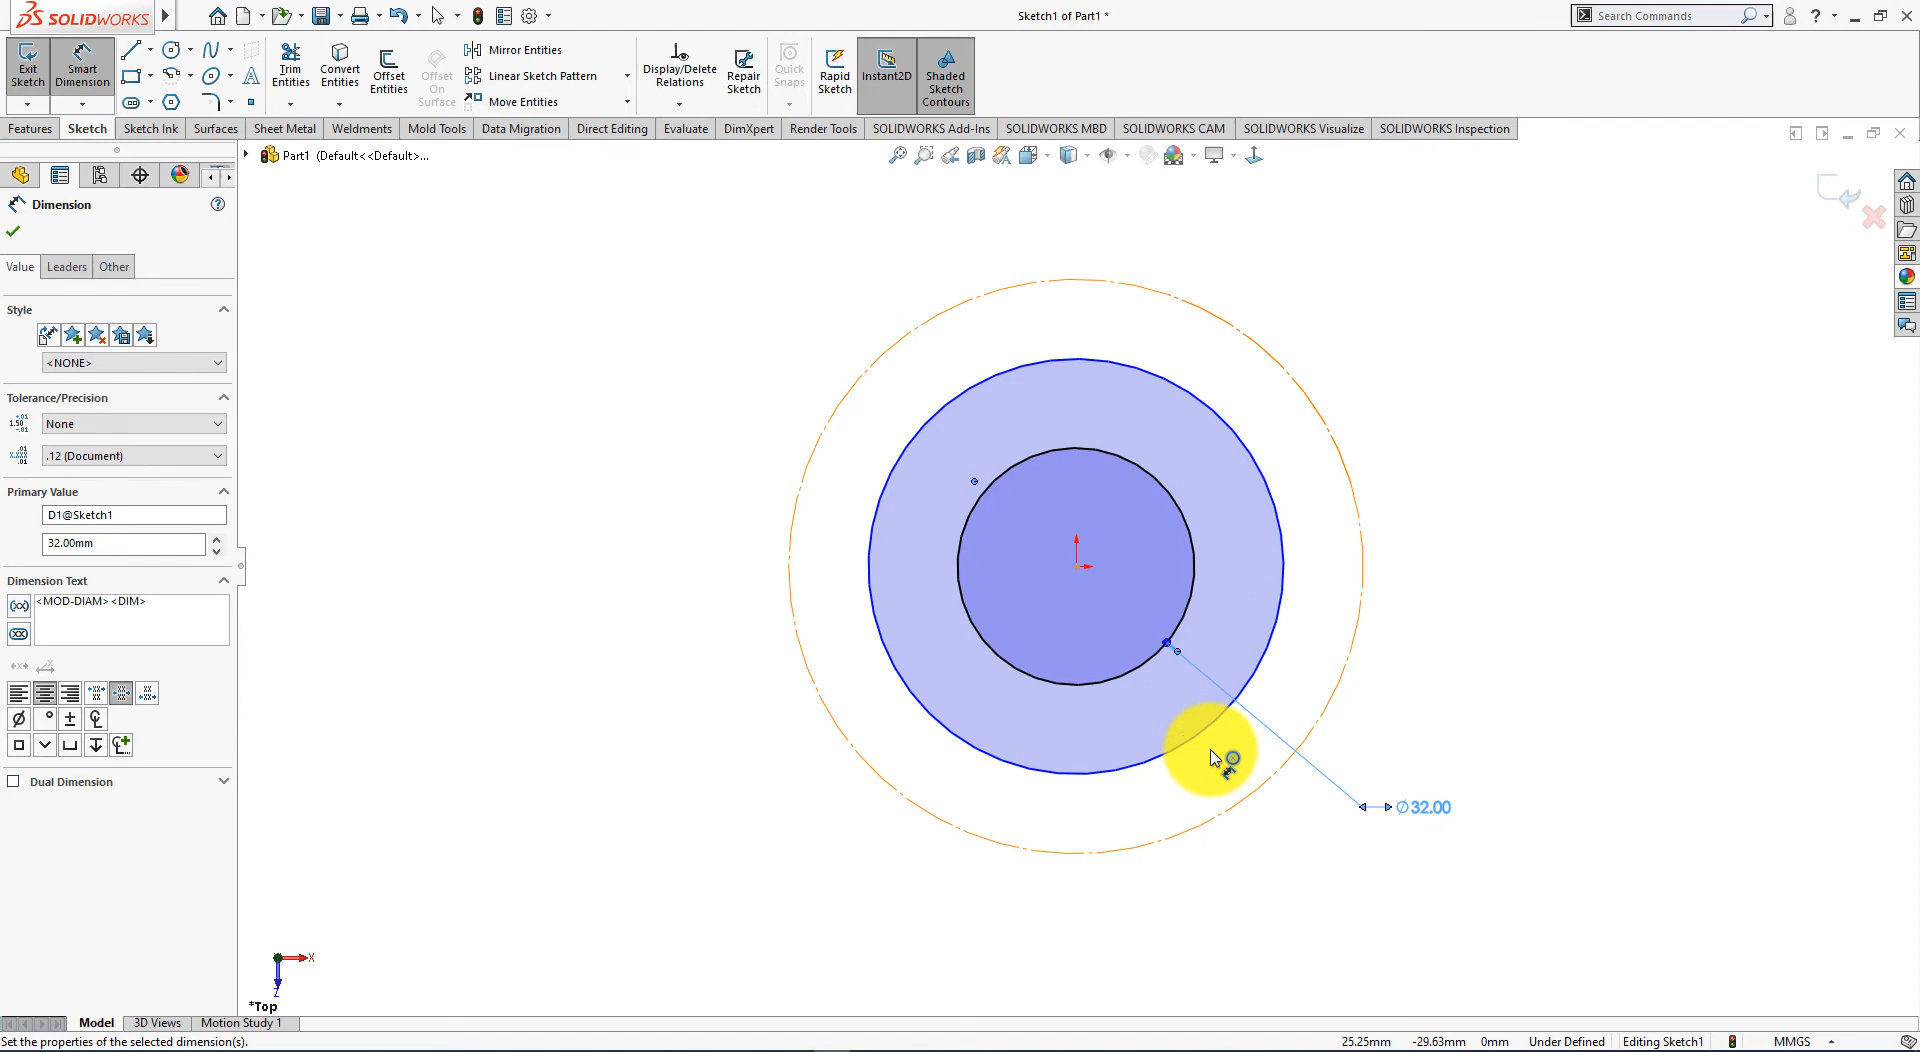 SOLIDWORKS
Sketch1 of Part1 *
Search Commands
Exit Sketch
Smart Dimension
Trim Entities
Convert Entities
Offset Entities
Offset On Surface
Mirror Entities
Linear Sketch Pattern
Move Entities
Display/Delete Relations
Repair Sketch
Quick Snaps
Rapid Sketch
Instant2D
Shaded Sketch Contours
Features
Sketch
Sketch Ink
Surfaces
Sheet Metal
Weldments
Mold Tools
Data Migration
Direct Editing
Evaluate
DimXpert
Render Tools
SOLIDWORKS Add-Ins
SOLIDWORKS MBD
SOLIDWORKS CAM
SOLIDWORKS Visualize
SOLIDWORKS Inspection
Part1 (Default<<Default>...
Dimension
Value
Leaders
Other
Style
<NONE>
Tolerance/Precision
None
.12 (Document)
Primary Value
D1@Sketch1
32.00mm
Dimension Text
<MOD-DIAM><DIM>
Dual Dimension
∅32.00
X
Z
*Top
Model
3D Views
Motion Study 1
Set the properties of the selected dimension(s).
25.25mm
-29.63mm
0mm
Under Defined
Editing Sketch1
MMGS